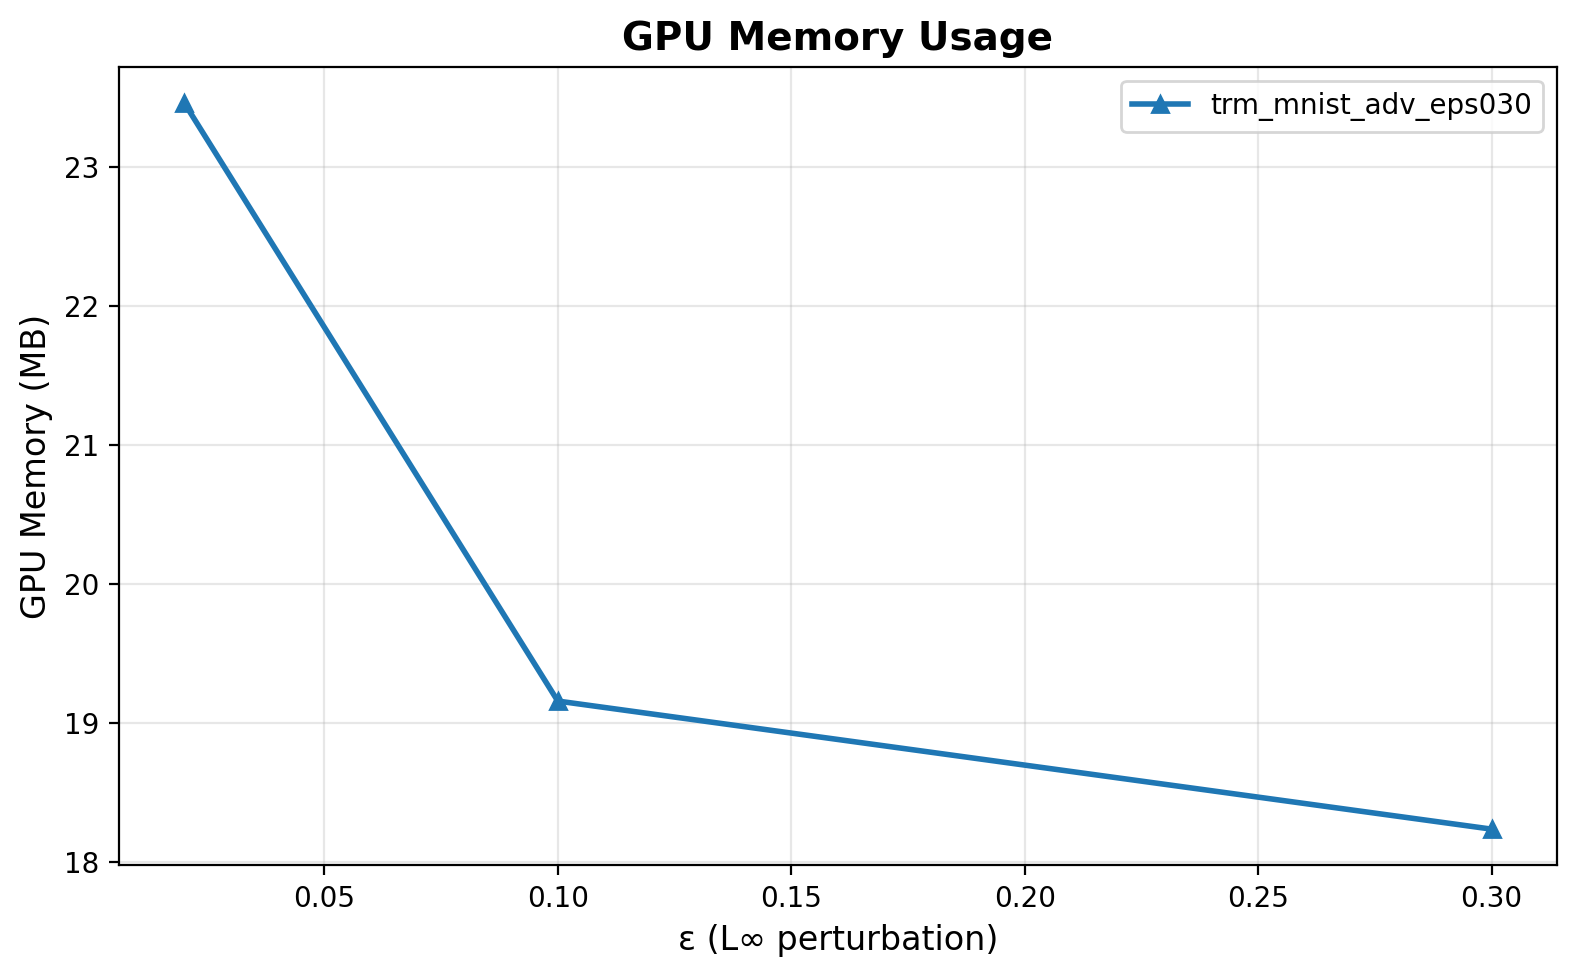 GPU Memory Usage
trm_mnist_adv_eps030
GPU Memory (MB)
23
22
21
20
19
18
0.05 0.10 0.15 0.20 0.25 0.30
ε (L∞ perturbation)